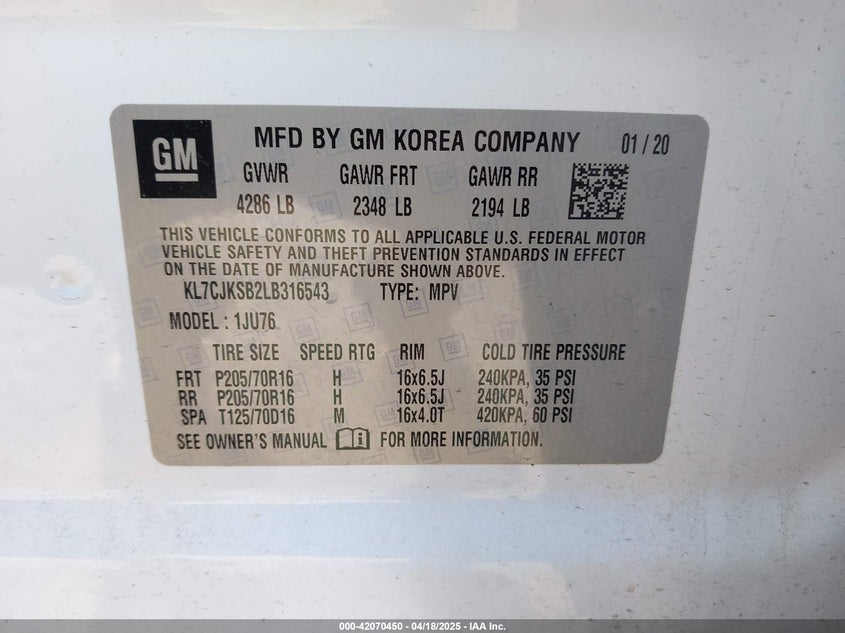 GM MFD BY GM KOREA COMPANY 01 / 20
GVWR GAWR FRT GAWR RR
4286 LB 2348 LB 2194 LB
THIS VEHICLE CONFORMS TO ALL APPLICABLE U.S. FEDERAL MOTOR
VEHICLE SAFETY AND THEFT PREVENTION STANDARDS IN EFFECT
ON THE DATE OF MANUFACTURE SHOWN ABOVE.
KL7CJKSB2LB316543 TYPE: MPV
MODEL : 1JU76
TIRE SIZE SPEED RTG RIM COLD TIRE PRESSURE
FRT P205/70R16 H 16x6.5J 240KPA, 35 PSI
RR P205/70R16 H 16x6.5J 240KPA, 35 PSI
SPA T125/70D16 M 16x4.0T 420KPA, 60 PSI
SEE OWNER'S MANUAL FOR MORE INFORMATION.
000-42070450 - 04/18/2025 - IAA Inc.